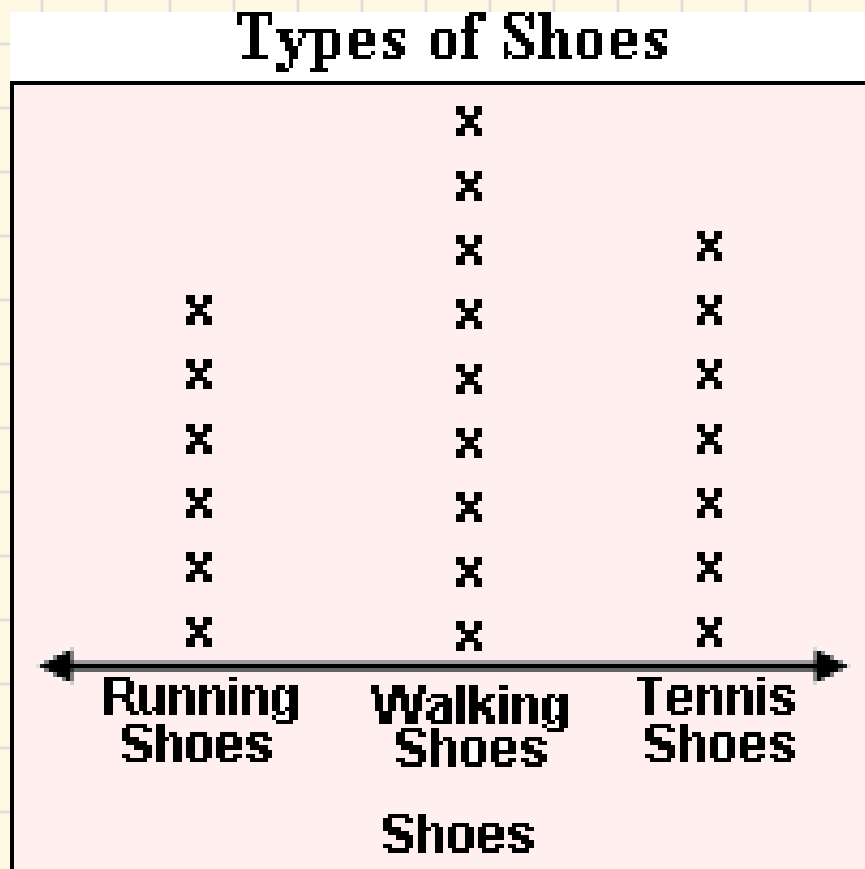 Types of Shoes
x
x
x x
x x x
x x x
x x x
x x x
x x x
x x x
Running Walking Tennis
Shoes Shoes Shoes
Shoes